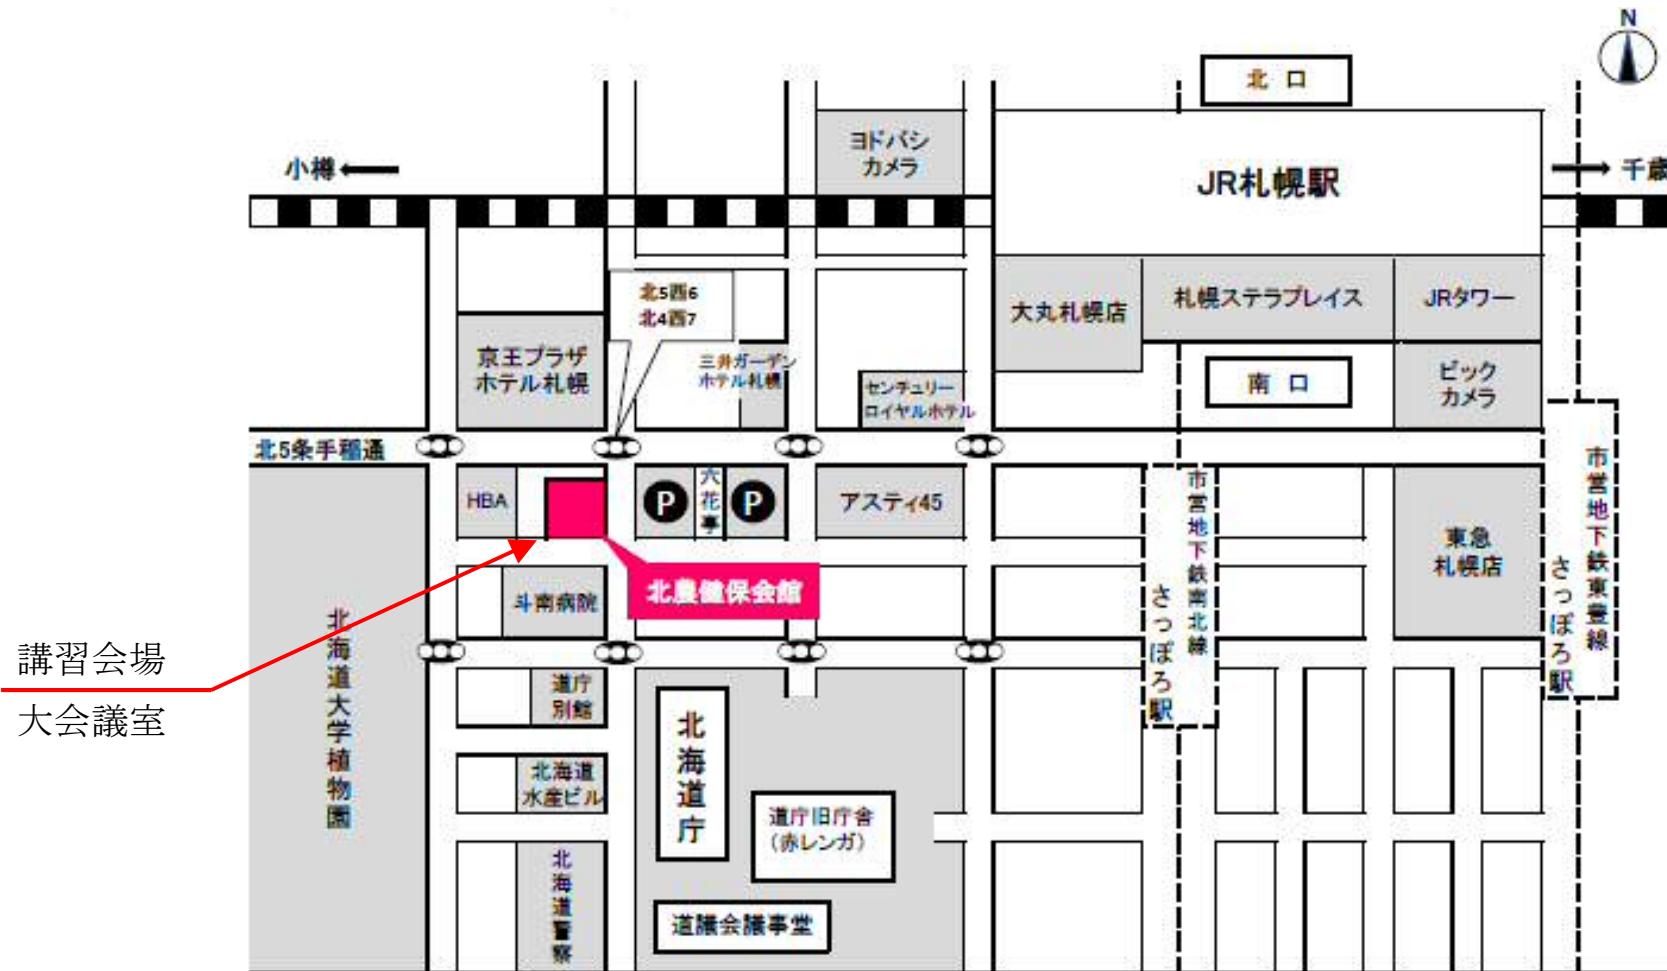 N
北 口
ヨドバシ
カメラ
小樽
JR札幌駅
千歳
北5西6
北4西7
大丸札幌店
札幌ステラプレイス
JRタワー
京王プラザ
ホテル札幌
三井ガーデン
ホテル札幌
センチュリー
ロイヤルホテル
南 口
ビック
カメラ
北5条手稲通
HBA
P
六花亭
P
アスティ45
市営地下鉄南北線
さっぽろ駅
東急
札幌店
市営地下鉄東豊線
さっぽろ駅
北農健保会館
斗南病院
講習会場
大会議室
北海道大学植物園
道庁
別館
北海道庁
北海道
水産ビル
道庁旧庁舎
(赤レンガ)
北海道警察
道議会議事堂